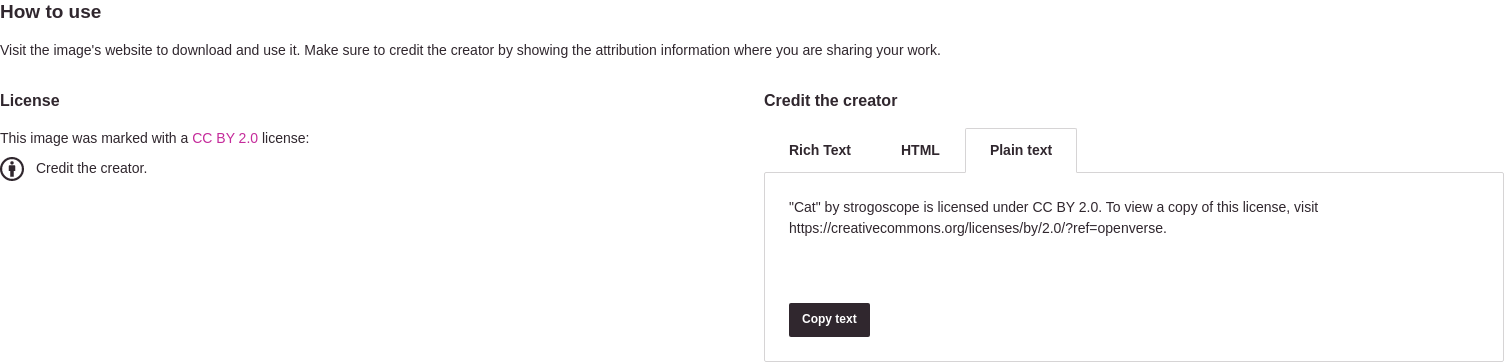 How to use
Visit the image's website to download and use it. Make sure to credit the creator by showing the attribution information where you are sharing your work.
License
This image was marked with a CC BY 2.0 license:
Credit the creator.
Credit the creator
Rich Text
HTML
Plain text
"Cat" by strogoscope is licensed under CC BY 2.0. To view a copy of this license, visit
https://creativecommons.org/licenses/by/2.0/?ref=openverse.
Copy text